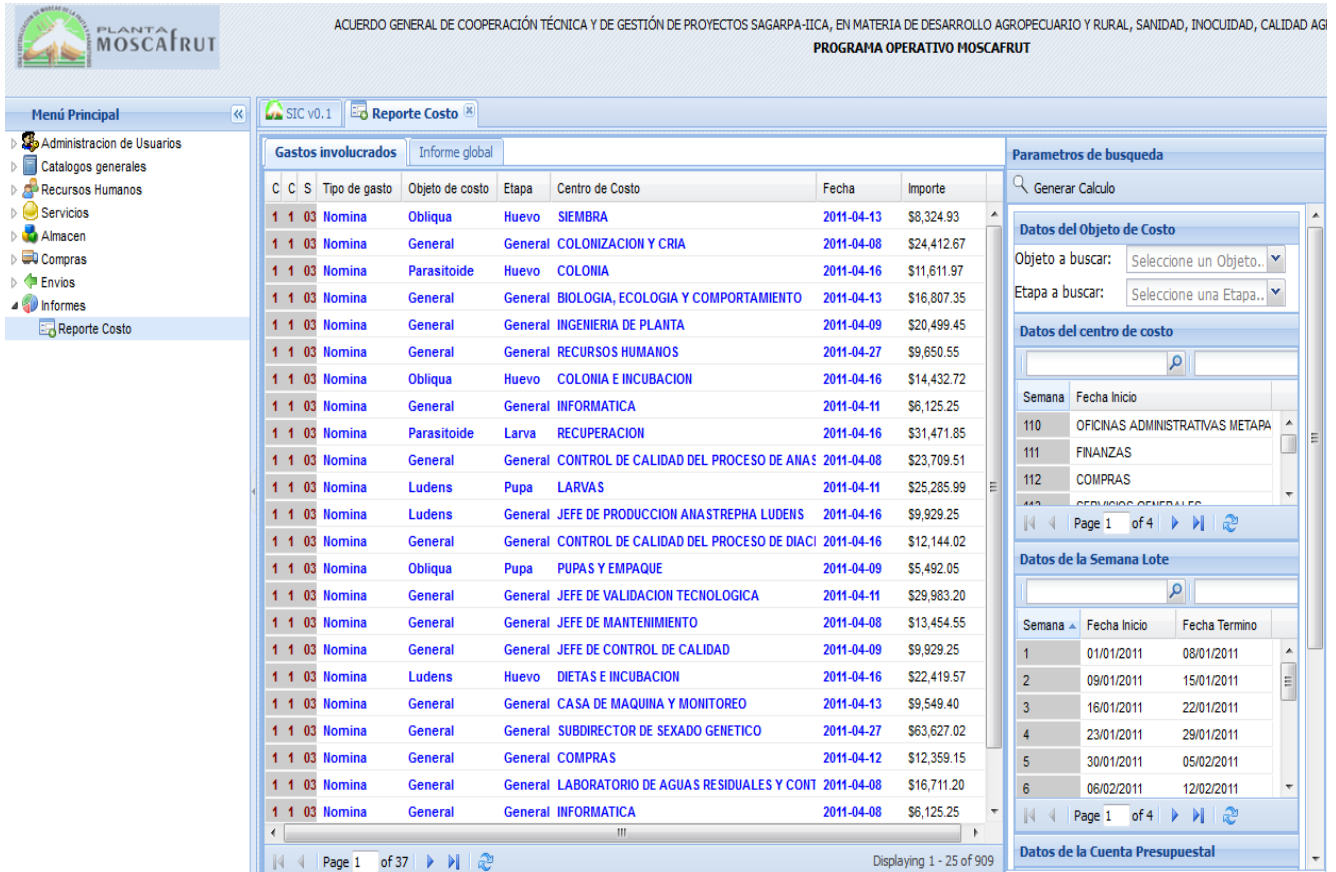 PLANTA
MOSCAFRUT
ACUERDO GENERAL DE COOPERACIÓN TÉCNICA Y DE GESTIÓN DE PROYECTOS SAGARPA-IICA, EN MATERIA DE DESARROLLO AGROPECUARIO Y RURAL, SANIDAD, INOCUIDAD, CALIDAD AG
PROGRAMA OPERATIVO MOSCAFRUT
Menú Principal
Administracion de Usuarios
Catalogos generales
Recursos Humanos
Servicios
Almacen
Compras
Envios
Informes
Reporte Costo
SIC v0.1 Reporte Costo
Gastos involucrados Informe global
C C S Tipo de gasto Objeto de costo Etapa Centro de Costo Fecha Importe
1 1 03 Nomina Obliqua Huevo SIEMBRA 2011-04-13 $8,324.93
1 1 03 Nomina General General COLONIZACION Y CRIA 2011-04-08 $24,412.67
1 1 03 Nomina Parasitoide Huevo COLONIA 2011-04-16 $11,611.97
1 1 03 Nomina General General BIOLOGIA, ECOLOGIA Y COMPORTAMIENTO 2011-04-13 $16,807.35
1 1 03 Nomina General General INGENIERIA DE PLANTA 2011-04-09 $20,499.45
1 1 03 Nomina General General RECURSOS HUMANOS 2011-04-27 $9,650.55
1 1 03 Nomina Obliqua Huevo COLONIA E INCUBACION 2011-04-16 $14,432.72
1 1 03 Nomina General General INFORMATICA 2011-04-11 $6,125.25
1 1 03 Nomina Parasitoide Larva RECUPERACION 2011-04-16 $31,471.85
1 1 03 Nomina General General CONTROL DE CALIDAD DEL PROCESO DE ANAS 2011-04-08 $23,709.51
1 1 03 Nomina Ludens Pupa LARVAS 2011-04-11 $25,285.99
1 1 03 Nomina Ludens General JEFE DE PRODUCCION ANASTREPHA LUDENS 2011-04-16 $9,929.25
1 1 03 Nomina General General CONTROL DE CALIDAD DEL PROCESO DE DIACI 2011-04-16 $12,144.02
1 1 03 Nomina Obliqua Pupa PUPAS Y EMPAQUE 2011-04-09 $5,492.05
1 1 03 Nomina General General JEFE DE VALIDACION TECNOLOGICA 2011-04-11 $29,983.20
1 1 03 Nomina General General JEFE DE MANTENIMIENTO 2011-04-08 $13,454.55
1 1 03 Nomina General General JEFE DE CONTROL DE CALIDAD 2011-04-09 $9,929.25
1 1 03 Nomina Ludens Huevo DIETAS E INCUBACION 2011-04-16 $22,419.57
1 1 03 Nomina General General CASA DE MAQUINA Y MONITOREO 2011-04-13 $9,549.40
1 1 03 Nomina General General SUBDIRECTOR DE SEXADO GENETICO 2011-04-27 $63,627.02
1 1 03 Nomina General General COMPRAS 2011-04-12 $12,359.15
1 1 03 Nomina General General LABORATORIO DE AGUAS RESIDUALES Y CONT 2011-04-08 $16,711.20
1 1 03 Nomina General General INFORMATICA 2011-04-08 $6,125.25
Page 1 of 37 Displaying 1 - 25 of 909
Parametros de busqueda
Generar Calculo
Datos del Objeto de Costo
Objeto a buscar: Seleccione un Objeto..
Etapa a buscar: Seleccione una Etapa..
Datos del centro de costo
Semana Fecha Inicio
110 OFICINAS ADMINISTRATIVAS METAPA
111 FINANZAS
112 COMPRAS
113 SERVICIOS GENERALES
Page 1 of 4
Datos de la Semana Lote
Semana Fecha Inicio Fecha Termino
1 01/01/2011 08/01/2011
2 09/01/2011 15/01/2011
3 16/01/2011 22/01/2011
4 23/01/2011 29/01/2011
5 30/01/2011 05/02/2011
6 06/02/2011 12/02/2011
Page 1 of 4
Datos de la Cuenta Presupuestal